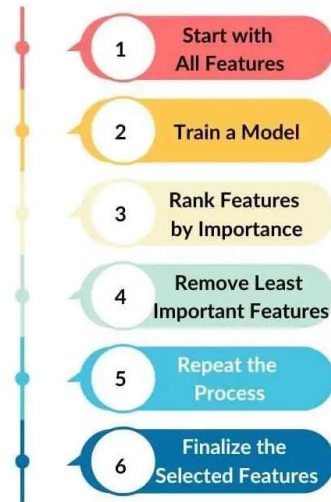 1
Start with
All Features
2
Train a Model
3
Rank Features
by Importance
4
Remove Least
Important Features
5
Repeat the
Process
6
Finalize the
Selected Features